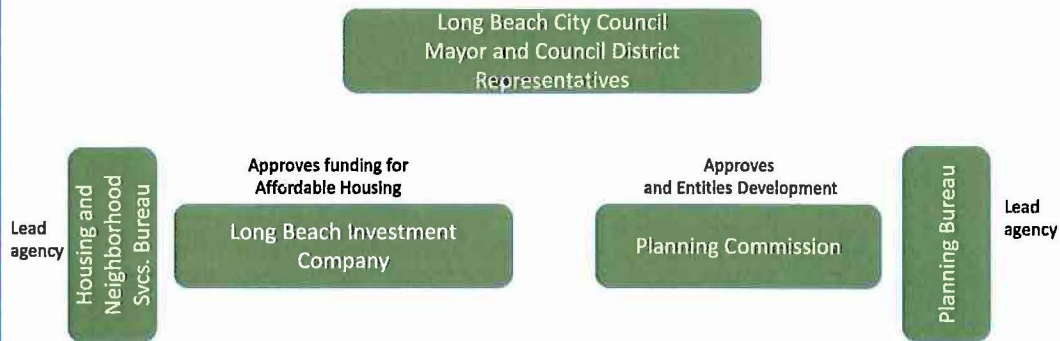 Long Beach City Council
Mayor and Council District
Representatives
Lead
agency
Housing and
Neighborhood
Svcs. Bureau
Approves funding for
Affordable Housing
Long Beach Investment
Company
Approves
and Entitles Development
Planning Commission
Planning Bureau
Lead
agency